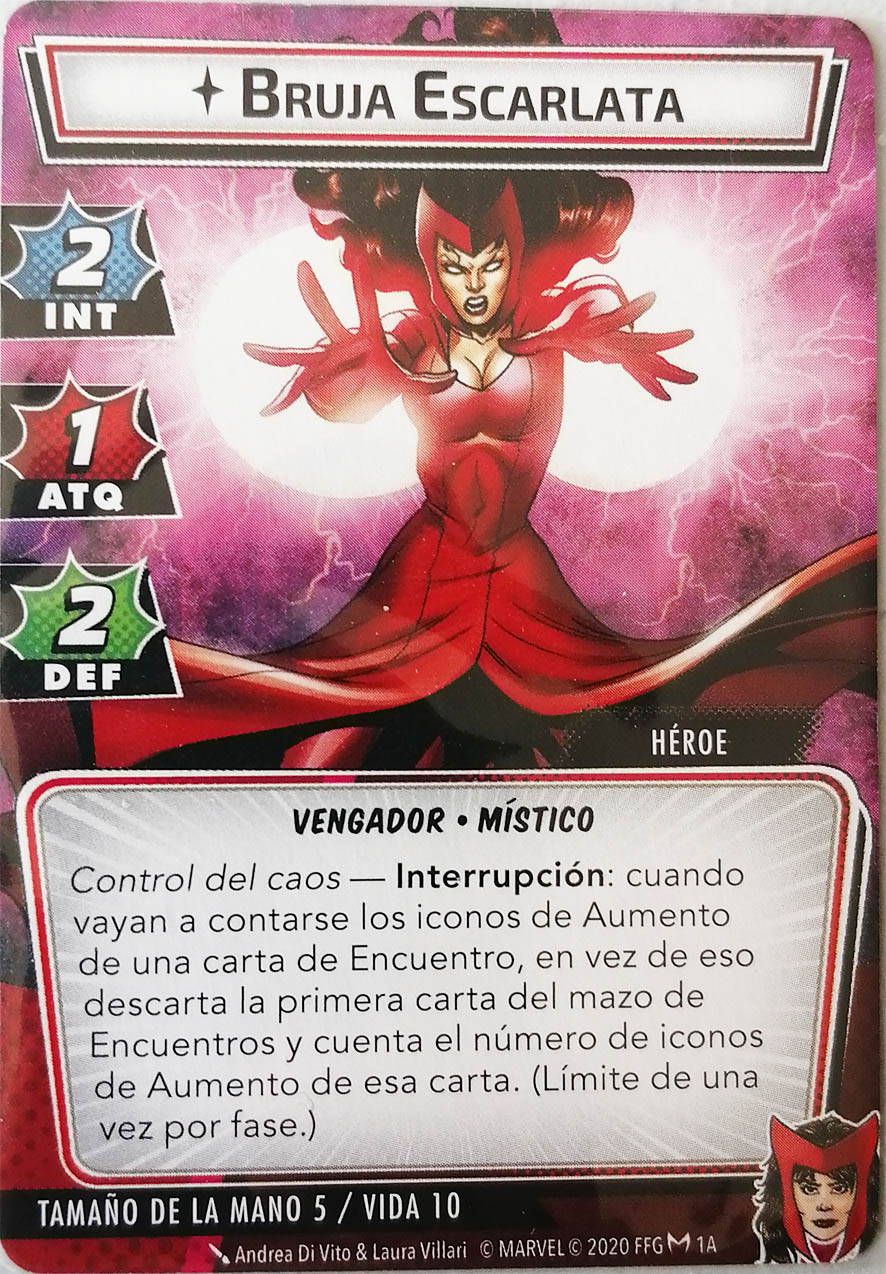 BRUJA ESCARLATA
2
INT
1
ATQ
2
DEF
HÉROE
VENGADOR • MÍSTICO
Control del caos — Interrupción: cuando
vayan a contarse los iconos de Aumento
de una carta de Encuentro, en vez de eso
descarta la primera carta del mazo de
Encuentros y cuenta el número de iconos
de Aumento de esa carta. (Límite de una
vez por fase.)
TAMAÑO DE LA MANO 5 / VIDA 10
Andrea Di Vito & Laura Villari © MARVEL © 2020 FFG 1A